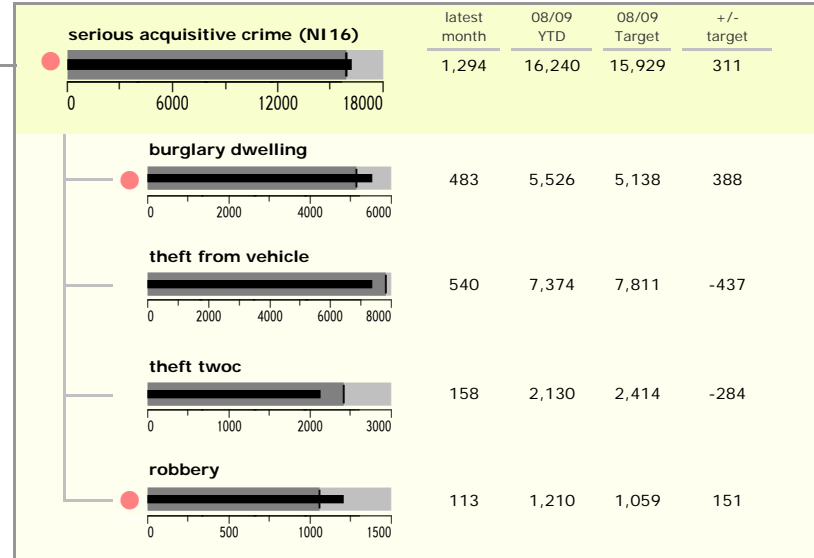 latest 08/09 08/09 +/-
serious acquisitive crime (NI16) month YTD Target target
1,294 16,240 15,929 311
0 6000 12000 18000
burglary dwelling
483 5,526 5,138 388
0 2000 4000 6000
theft from vehicle
540 7,374 7,811 -437
0 2000 4000 6000 8000
theft twoc
158 2,130 2,414 -284
0 1000 2000 3000
robbery
113 1,210 1,059 151
0 500 1000 1500